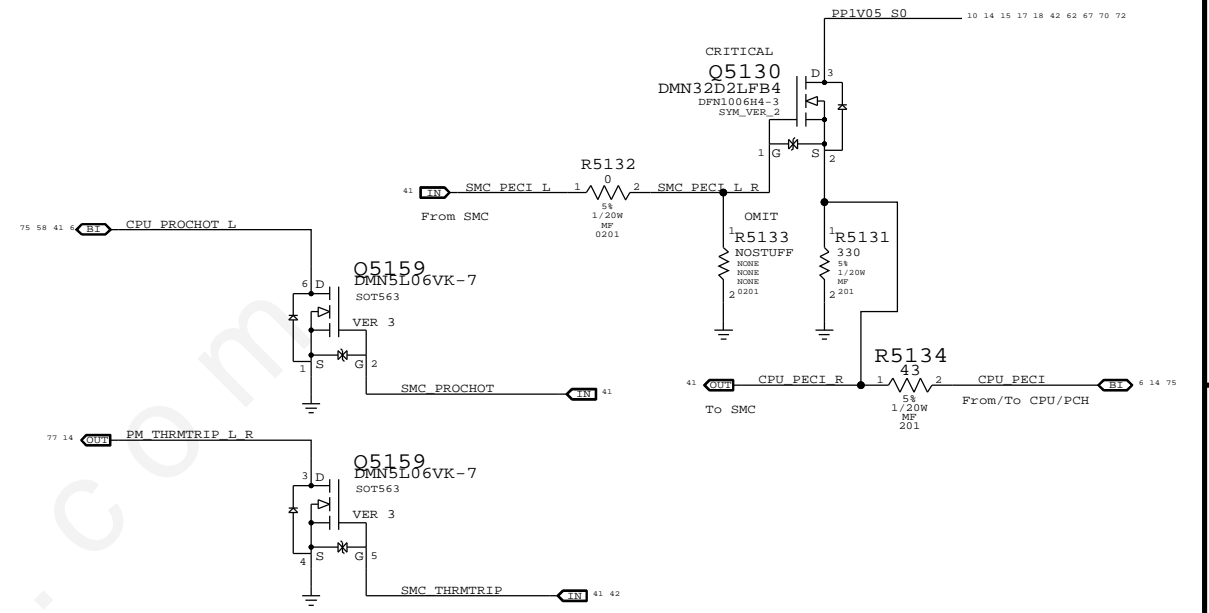 PP1V05_S0
10 14 15 17 18 42 62 67 70 72
CRITICAL
Q5130
DMN32D2LFB4
DFN1006H4-3
SYM_VER_2
D 3
1 G
S
2
R5132
0
41 IN SMC_PECI_L 1 2 SMC_PECI_L_R
5%
1/20W
MF
0201
From SMC
OMIT
1
R5133
NOSTUFF
NONE
NONE
NONE
2 0201
1
R5131
330
5%
1/20W
MF
2 201
75 58 41 6 BI CPU_PROCHOT_L
Q5159
DMN5L06VK-7
SOT563
6 D
VER 3
1 S G 2
SMC_PROCHOT IN 41
R5134
43
41 OUT CPU_PECI_R 1 2 CPU_PECI BI 6 14 75
5%
1/20W
MF
201
To SMC
From/To CPU/PCH
77 14 OUT PM_THRMTRIP_L_R
Q5159
DMN5L06VK-7
SOT563
3 D
VER 3
4 S G 5
SMC_THRMTRIP IN 41 42
.com